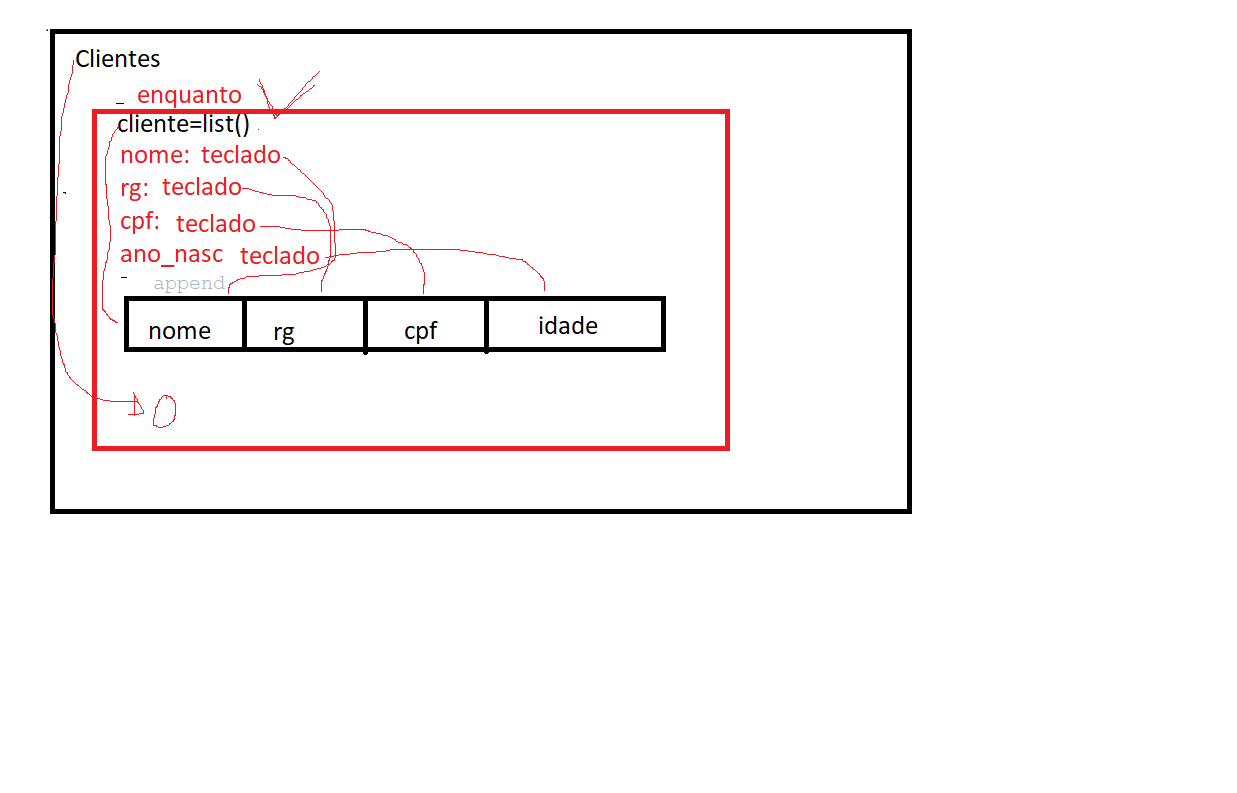 Clientes
enquanto
cliente=list()
nome: teclado
rg: teclado
cpf: teclado
ano_nasc teclado
append
nome rg cpf idade
0